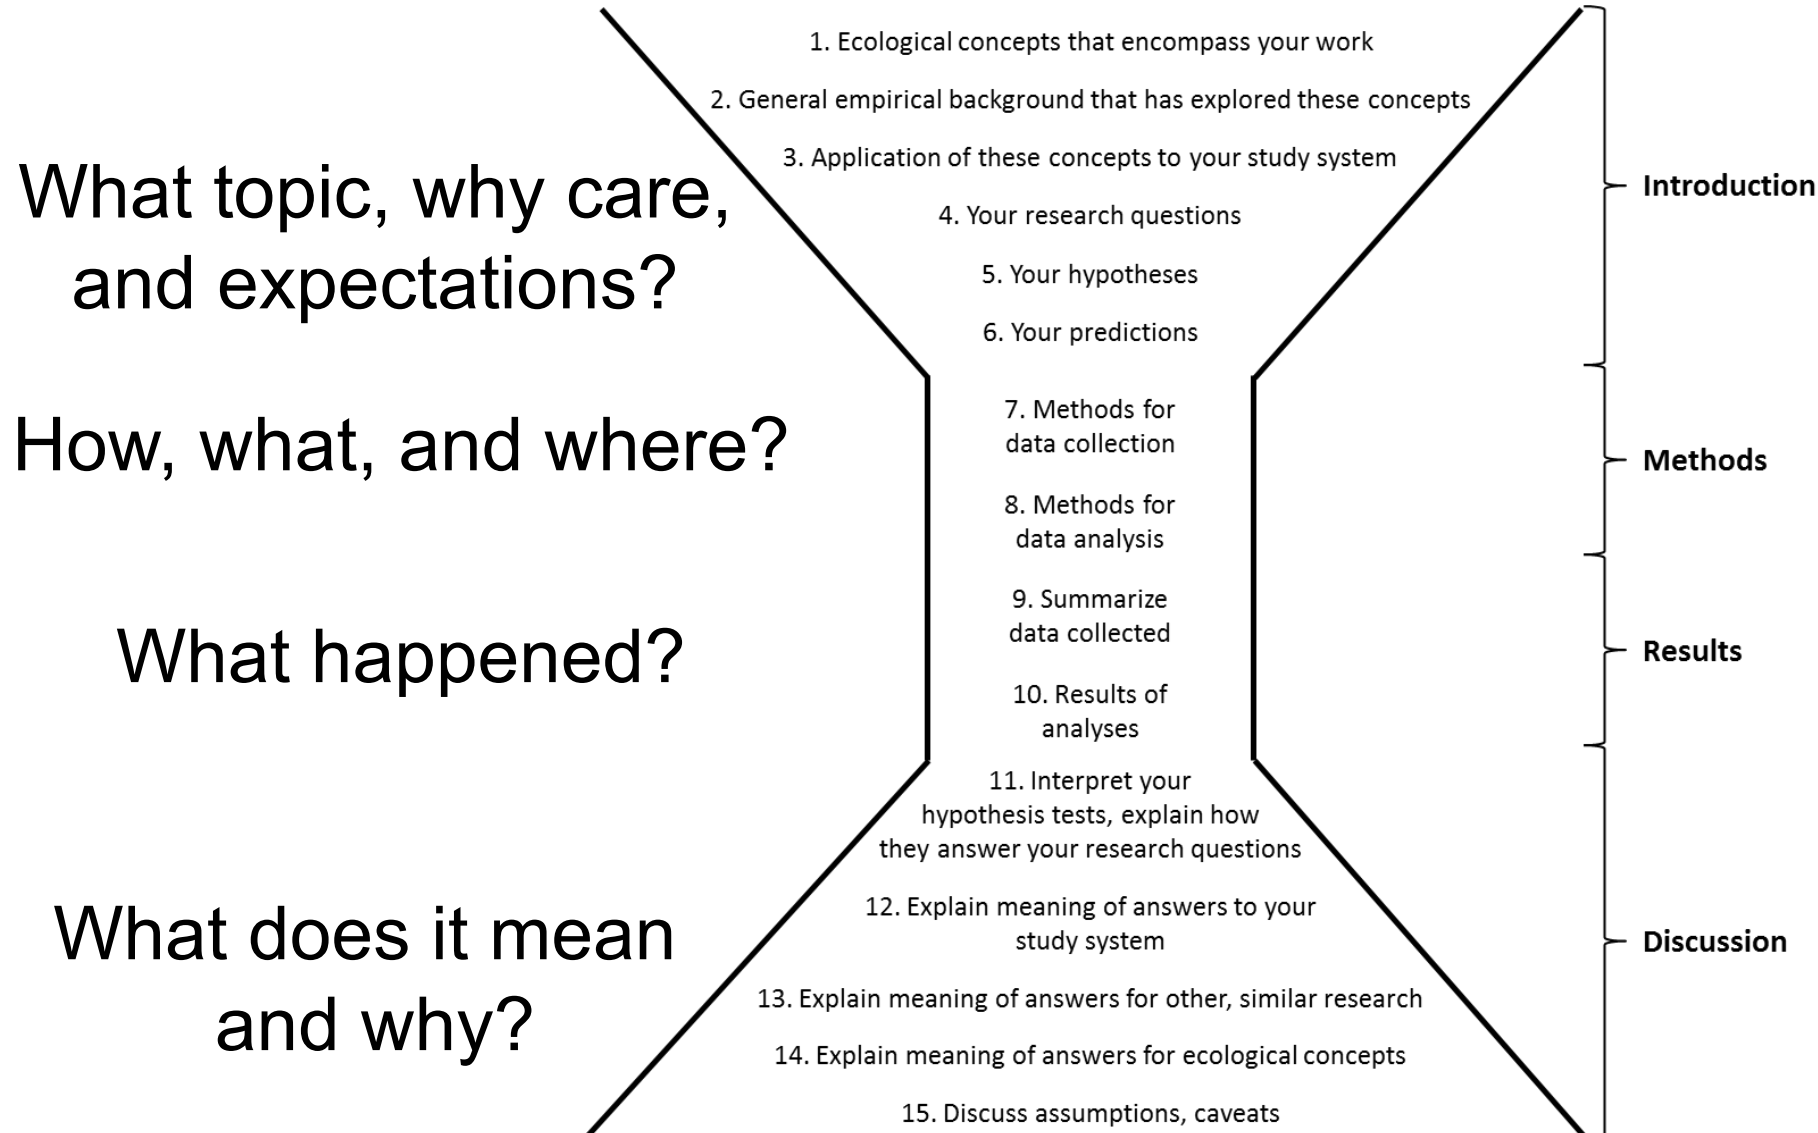 1. Ecological concepts that encompass your work
2. General empirical background that has explored these concepts
3. Application of these concepts to your study system
4. Your research questions
5. Your hypotheses
6. Your predictions
What topic, why care,
and expectations?
Introduction
7. Methods for
data collection
8. Methods for
data analysis
How, what, and where?
Methods
9. Summarize
data collected
10. Results of
analyses
What happened?
Results
11. Interpret your
hypothesis tests, explain how
they answer your research questions
12. Explain meaning of answers to your
study system
13. Explain meaning of answers for other, similar research
14. Explain meaning of answers for ecological concepts
15. Discuss assumptions, caveats
What does it mean
and why?
Discussion